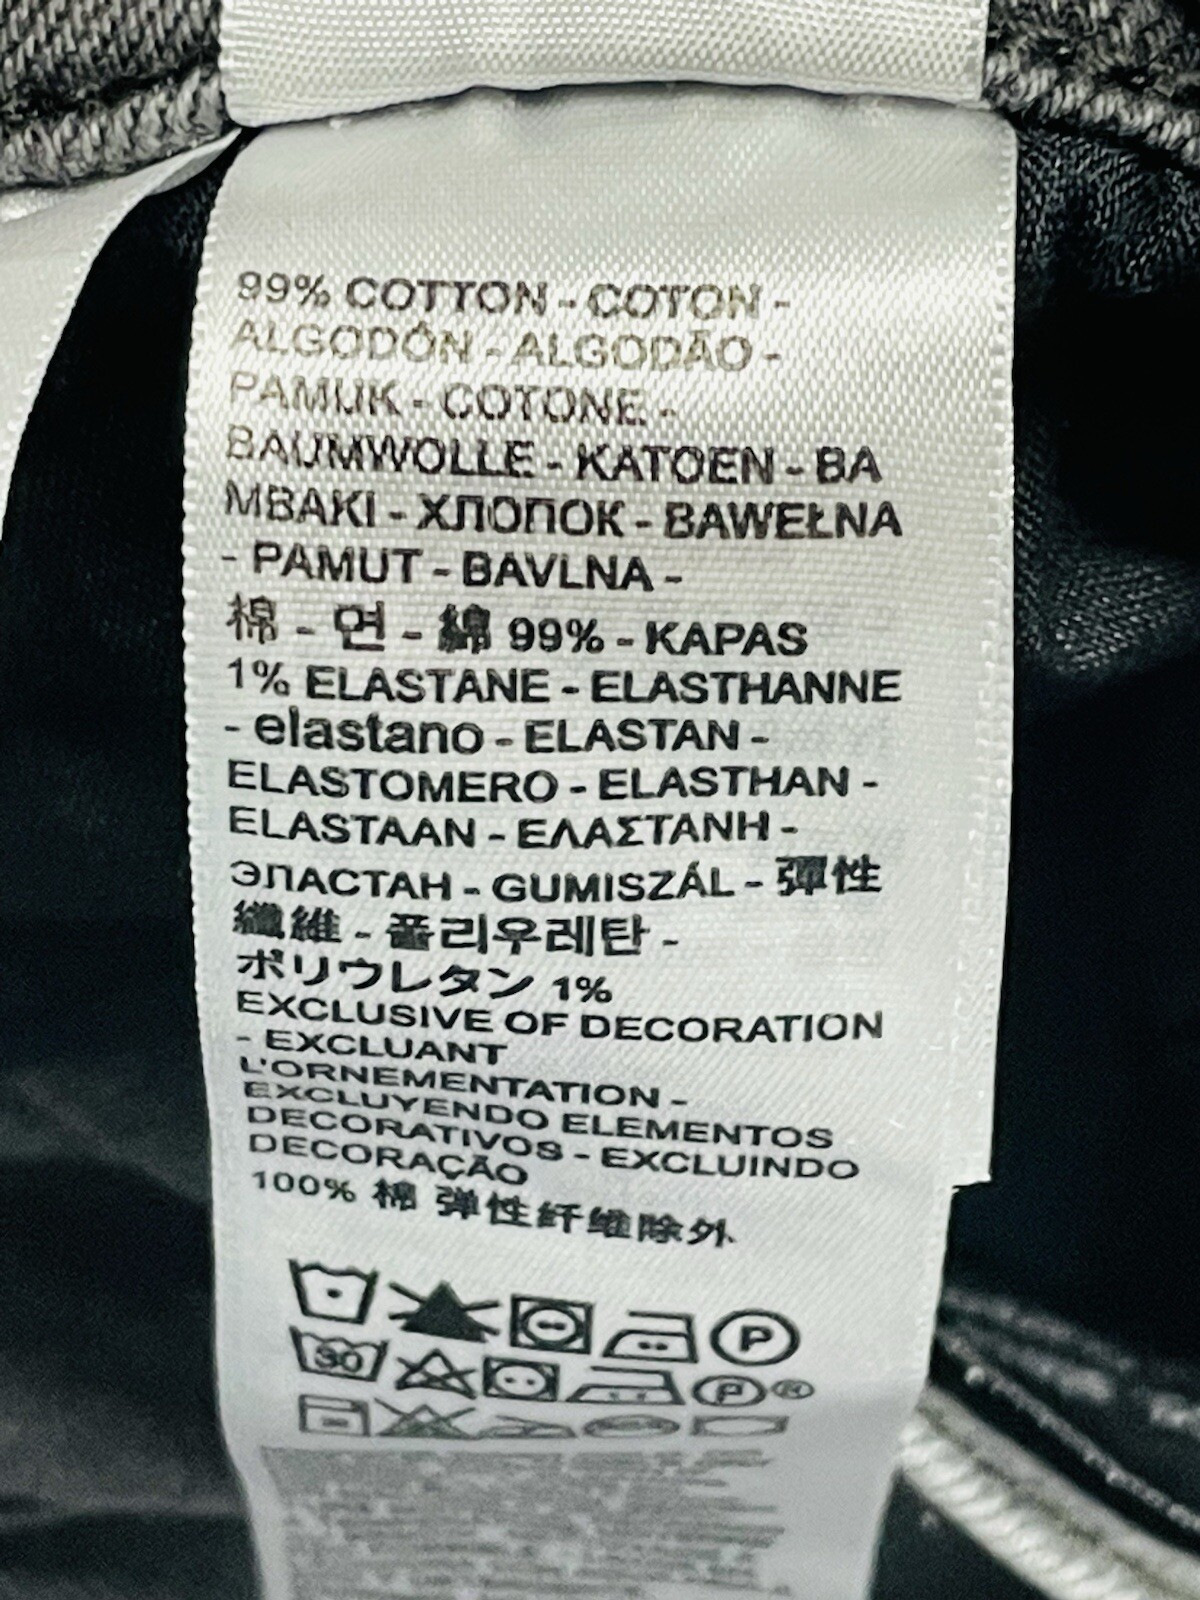 99% COTTON - COTON -
ALGODÓN - ALGODÃO -
PAMUK - COTONE -
BAUMWOLLE - KATOEN - BA
MBAKI - ХЛОПОК - BAWEŁNA
- PAMUT - BAVLNA -
棉 - 면 - 綿 99% - KAPAS
1% ELASTANE - ELASTHANNE
- elastano - ELASTAN -
ELASTOMERO - ELASTHAN -
ELASTAAN - ΕΛΑΣΤΑΝΗ -
ЭЛАСТАН - GUMISZÁL - 彈性
纖維 - 폴리우레탄 -
ポリウレタン 1%
EXCLUSIVE OF DECORATION
- EXCLUANT
L'ORNEMENTATION -
EXCLUYENDO ELEMENTOS
DECORATIVOS - EXCLUINDO
DECORAÇÃO
100% 棉 弹性纤维除外
P
30 P ®